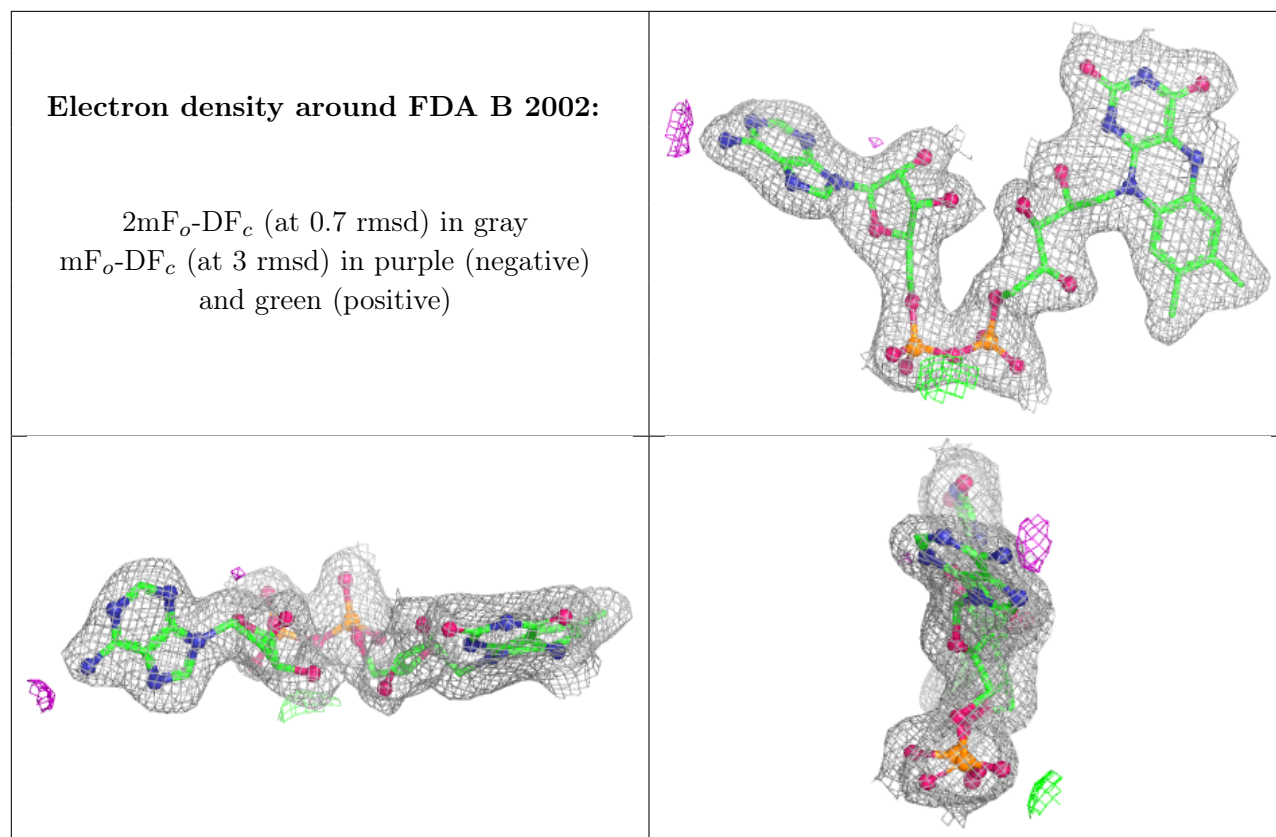 Electron density around FDA B 2002:
2mFₒ-DF𝒸 (at 0.7 rmsd) in gray
mFₒ-DF𝒸 (at 3 rmsd) in purple (negative)
and green (positive)